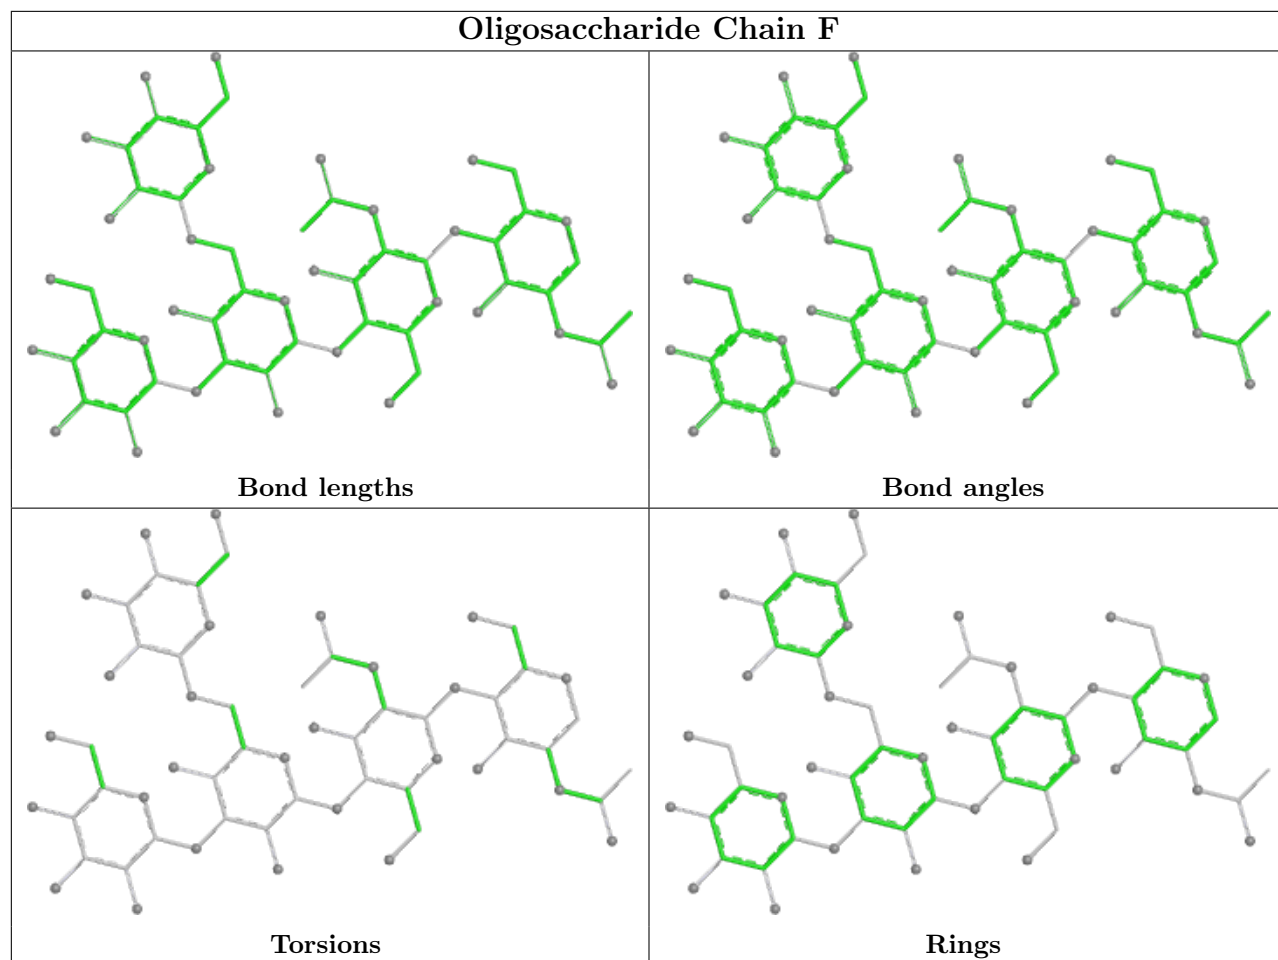 Oligosaccharide Chain F
Bond lengths
Bond angles
Torsions
Rings